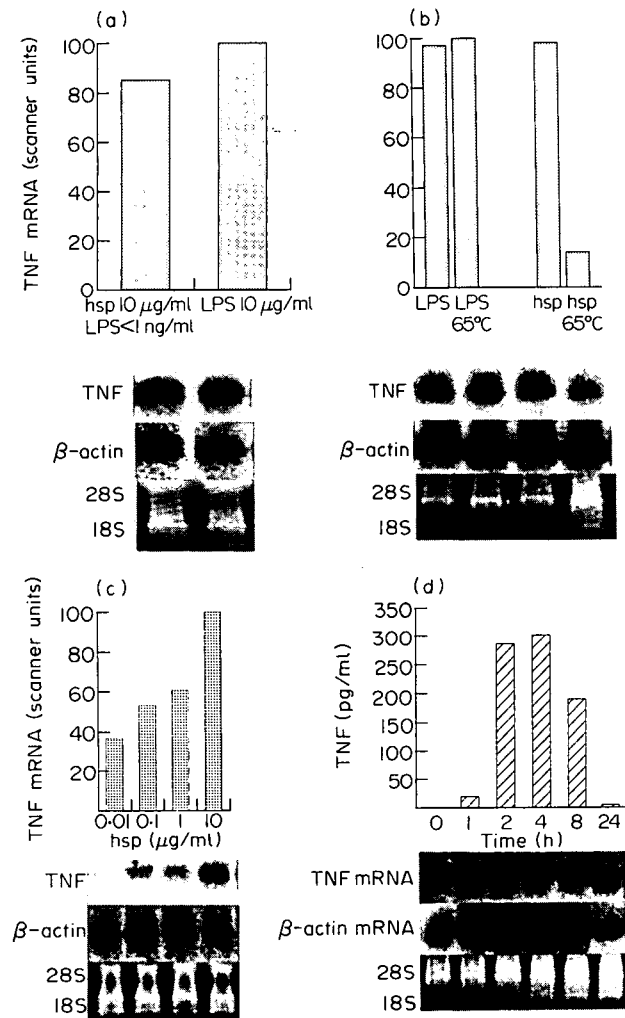 (a)
TNF mRNA (scanner units)
100
80
60
40
20
0
hsp 10 μg/ml LPS 10 μg/ml
LPS<1 ng/ml
TNF
β-actin
28S
18S
(b)
100
80
60
40
20
0
LPS LPS hsp hsp
65°C 65°C
TNF
β-actin
28S
18S
(c)
TNF mRNA (scanner units)
100
80
60
40
20
0·01 0·1 1 10
hsp (μg/ml)
TNF
β-actin
28S
18S
(d)
TNF (pg/ml)
350
300
250
200
150
100
50
0 1 2 4 8 24
Time (h)
TNF mRNA
β-actin mRNA
28S
18S